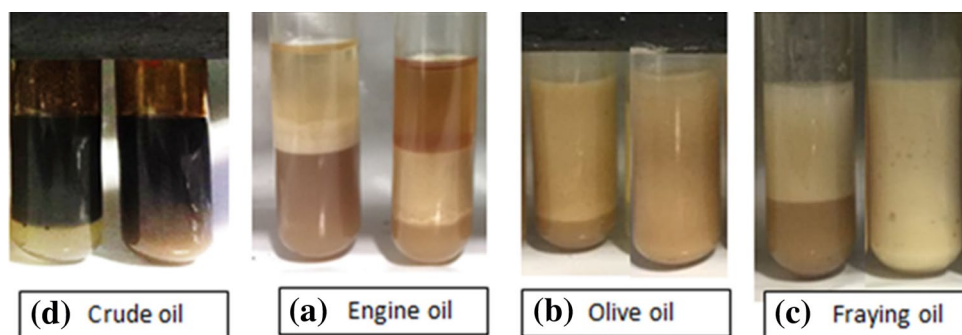 (d) Crude oil
(a) Engine oil
(b) Olive oil
(c) Fraying oil